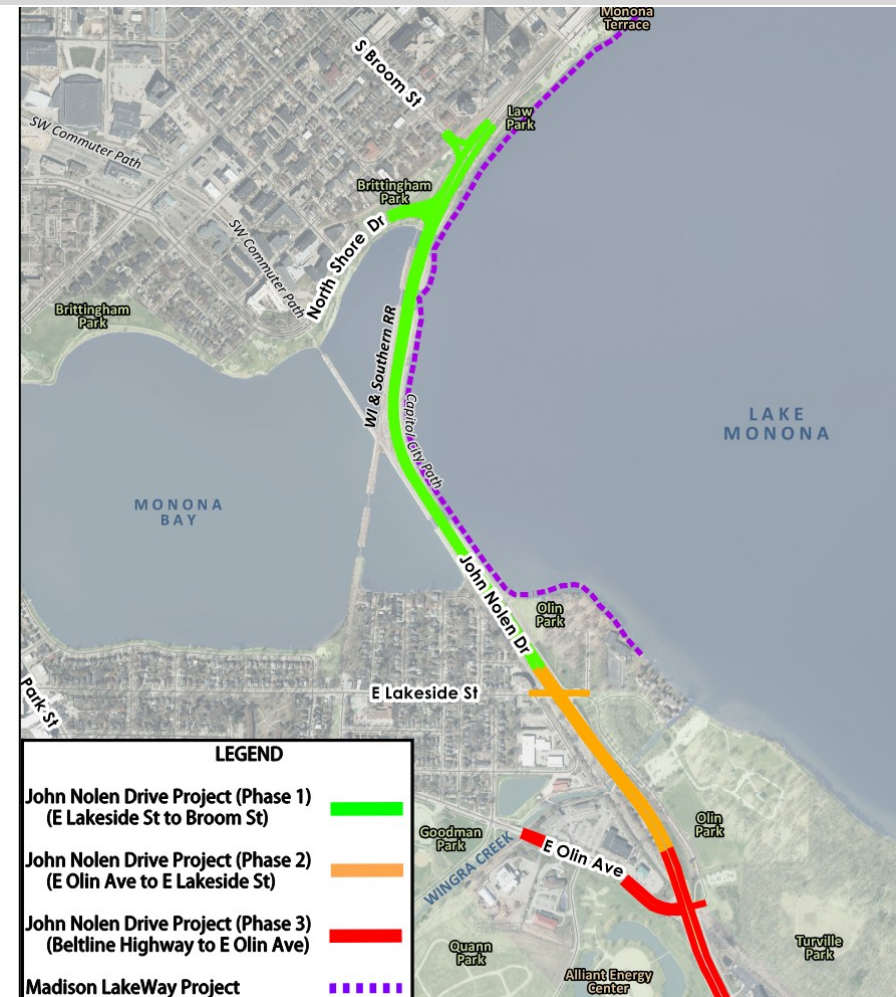 Monona
Terrace
S Broom St
Law
Park
SW Commuter Path
Brittingham
Park
SW Commuter Path
North Shore Dr
Brittingham
Park
WI & Southern RR
Capitol City Path
LAKE
MONONA
MONONA
BAY
John Nolen Dr
Olin
Park
E Lakeside St
Park St
LEGEND
John Nolen Drive Project (Phase 1)
(E Lakeside St to Broom St)
John Nolen Drive Project (Phase 2)
(E Olin Ave to E Lakeside St)
John Nolen Drive Project (Phase 3)
(Beltline Highway to E Olin Ave)
Madison LakeWay Project
Goodman
Park
WINGRA CREEK
E Olin Ave
Olin
Park
Quann
Park
Alliant Energy
Center
Turville
Park